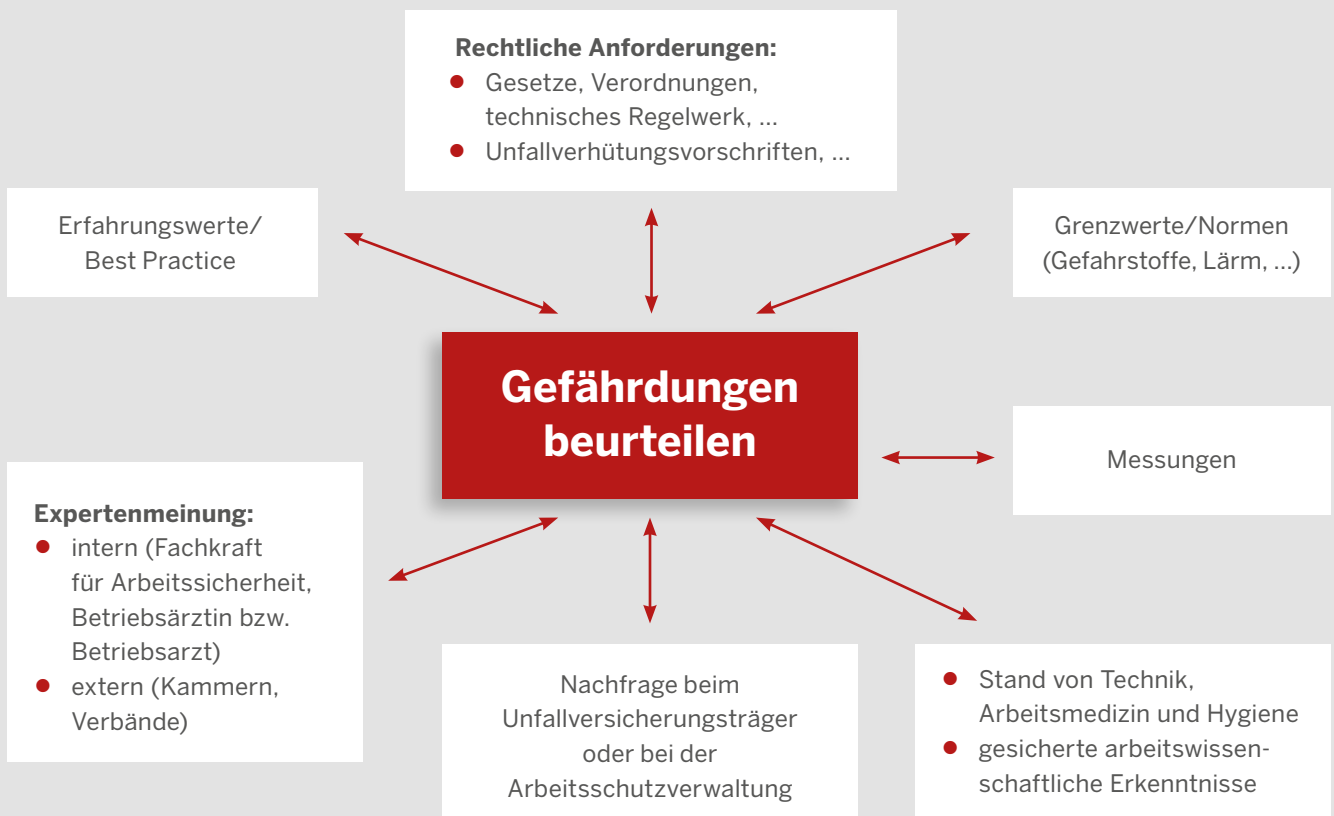 Rechtliche Anforderungen:
● Gesetze, Verordnungen,
technisches Regelwerk, ...
● Unfallverhütungsvorschriften, ...
Erfahrungswerte/
Best Practice
Grenzwerte/Normen
(Gefahrstoffe, Lärm, ...)
Gefährdungen
beurteilen
Messungen
Expertenmeinung:
● intern (Fachkraft
für Arbeitssicherheit,
Betriebsärztin bzw.
Betriebsarzt)
● extern (Kammern,
Verbände)
Nachfrage beim
Unfallversicherungsträger
oder bei der
Arbeitsschutzverwaltung
● Stand von Technik,
Arbeitsmedizin und Hygiene
● gesicherte arbeitswissen-
schaftliche Erkenntnisse